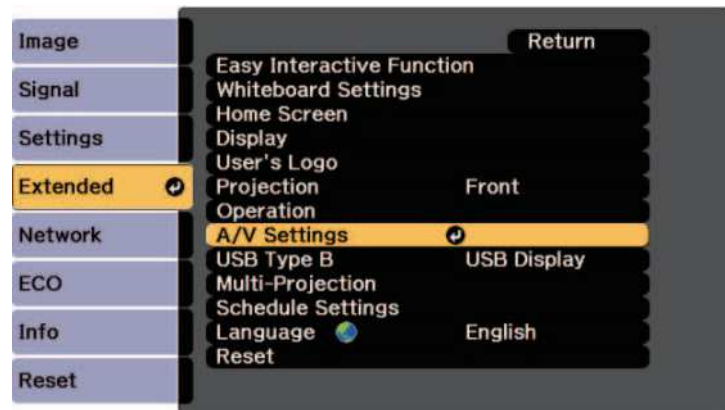 Image
Signal
Settings
Extended
Network
ECO
Info
Reset
Return
Easy Interactive Function
Whiteboard Settings
Home Screen
Display
User's Logo
Projection Front
Operation
A/V Settings
USB Type B USB Display
Multi-Projection
Schedule Settings
Language English
Reset